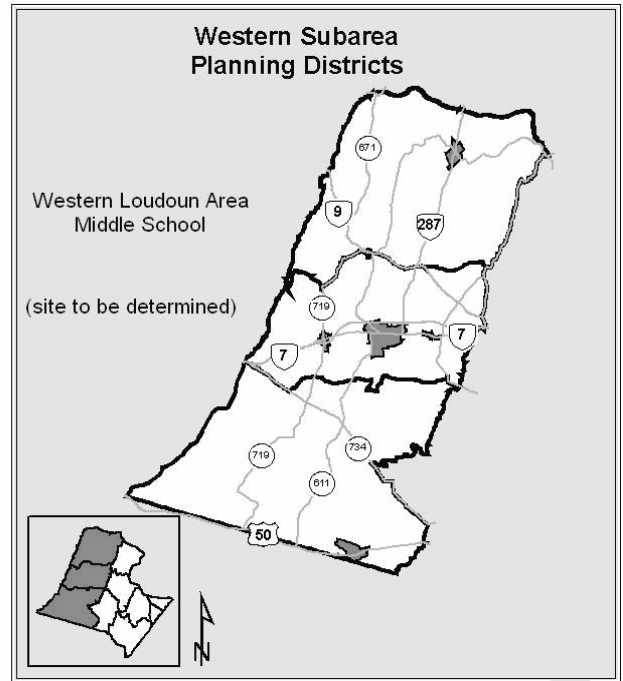 Western Subarea
Planning Districts
671
Western Loudoun Area
Middle School
9
287
(site to be determined)
719
7
7
719
734
611
50
N